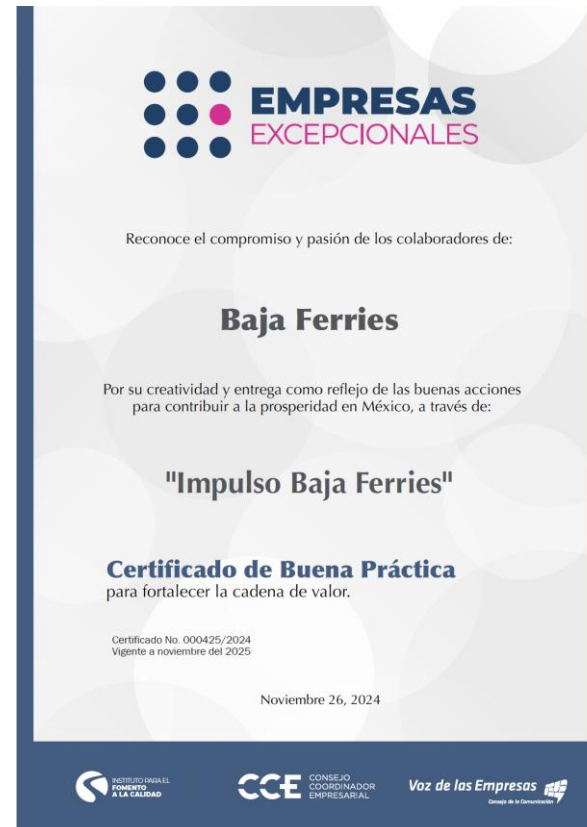 EMPRESAS
EXCEPCIONALES
Reconoce el compromiso y pasión de los colaboradores de:
Baja Ferries
Por su creatividad y entrega como reflejo de las buenas acciones
para contribuir a la prosperidad en México, a través de:
"Impulso Baja Ferries"
Certificado de Buena Práctica
para fortalecer la cadena de valor.
Certificado No. 000425/2024
Vigente a noviembre del 2025
Noviembre 26, 2024
INSTITUTO PARA EL
FOMENTO
A LA CALIDAD
CCE
CONSEJO
COORDINADOR
EMPRESARIAL
Voz de las Empresas
Consejo de la Comunicación